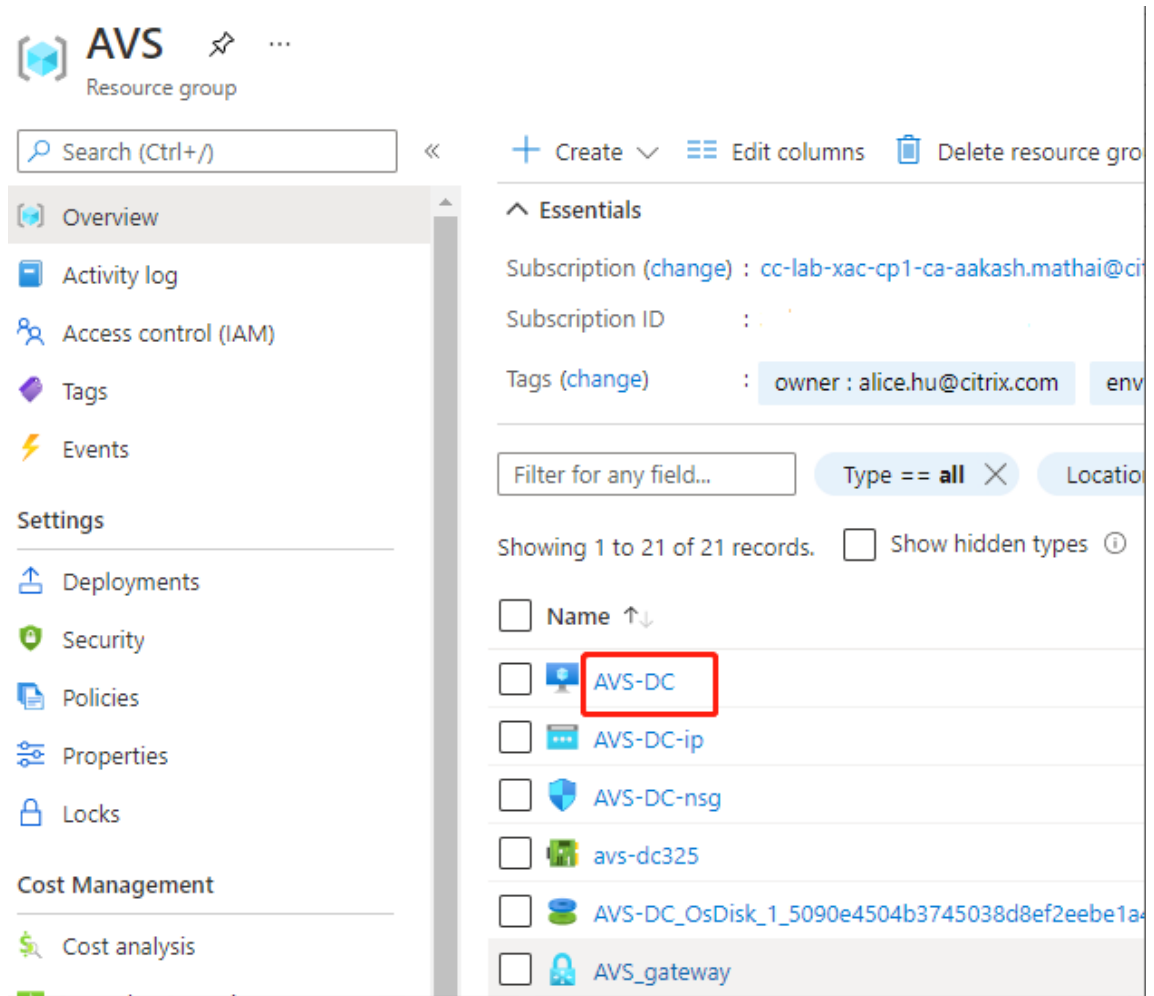 AVS
Resource group
Search (Ctrl+/)
Overview
Activity log
Access control (IAM)
Tags
Events
Settings
Deployments
Security
Policies
Properties
Locks
Cost Management
Cost analysis
Create
Edit columns
Delete resource gro
Essentials
Subscription (change) : cc-lab-xac-cp1-ca-aakash.mathai@ci
Subscription ID :
Tags (change) : owner : alice.hu@citrix.com env
Filter for any field... Type == all Locatio
Showing 1 to 21 of 21 records. Show hidden types
Name
AVS-DC
AVS-DC-ip
AVS-DC-nsg
avs-dc325
AVS-DC_OsDisk_1_5090e4504b3745038d8ef2eebe1a4
AVS_gateway